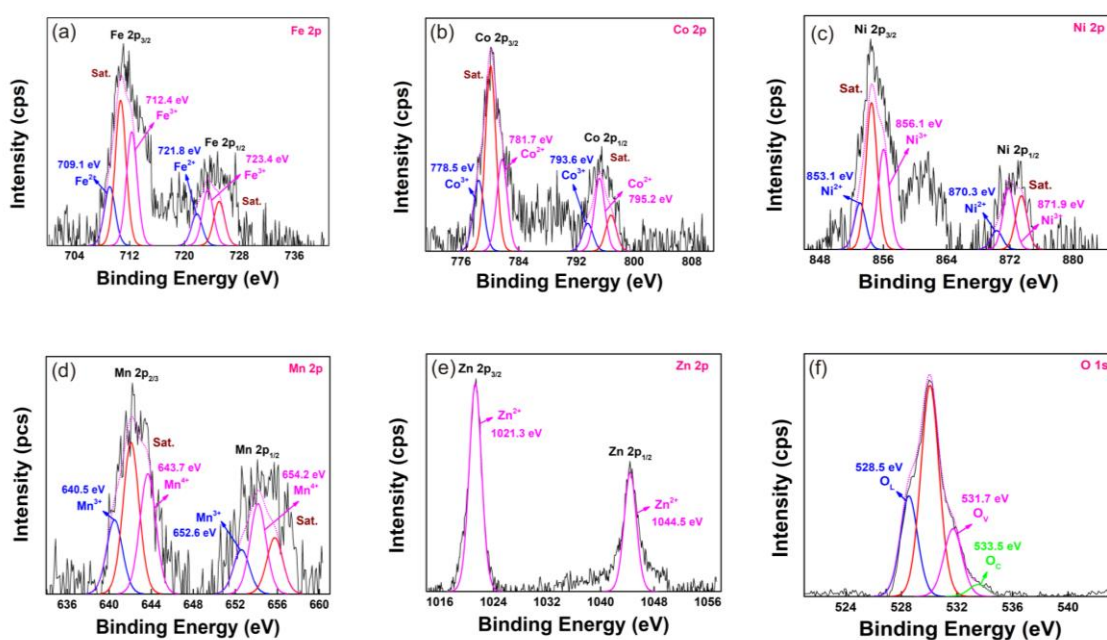 (a)
Fe 2p3/2
Fe 2p
Sat.
712.4 eV
Fe3+
709.1 eV
Fe2+
721.8 eV
Fe2+
Fe 2p1/2
723.4 eV
Fe3+
Sat.
Intensity (cps)
704 712 720 728 736
Binding Energy (eV)
(b)
Co 2p3/2
Co 2p
Sat.
781.7 eV
Co2+
778.5 eV
Co3+
793.6 eV
Co3+
Co 2p1/2
Sat.
Co2+
795.2 eV
Intensity (cps)
776 784 792 800 808
Binding Energy (eV)
(c)
Ni 2p3/2
Ni 2p
Sat.
856.1 eV
Ni3+
853.1 eV
Ni2+
870.3 eV
Ni2+
Ni 2p1/2
Sat.
871.9 eV
Ni3+
Intensity (cps)
848 856 864 872 880
Binding Energy (eV)
(d)
Mn 2p2/3
Mn 2p
Sat.
643.7 eV
Mn4+
640.5 eV
Mn3+
Mn 2p1/2
654.2 eV
Mn4+
Mn3+
652.6 eV
Sat.
Intensity (pcs)
636 640 644 648 652 656 660
Binding Energy (eV)
(e)
Zn 2p3/2
Zn 2p
Zn2+
1021.3 eV
Zn 2p1/2
Zn2+
1044.5 eV
Intensity (cps)
1016 1024 1032 1040 1048 1056
Binding Energy (eV)
(f)
O 1s
528.5 eV
OL
531.7 eV
OV
533.5 eV
OC
Intensity (cps)
524 528 532 536 540
Binding Energy (eV)